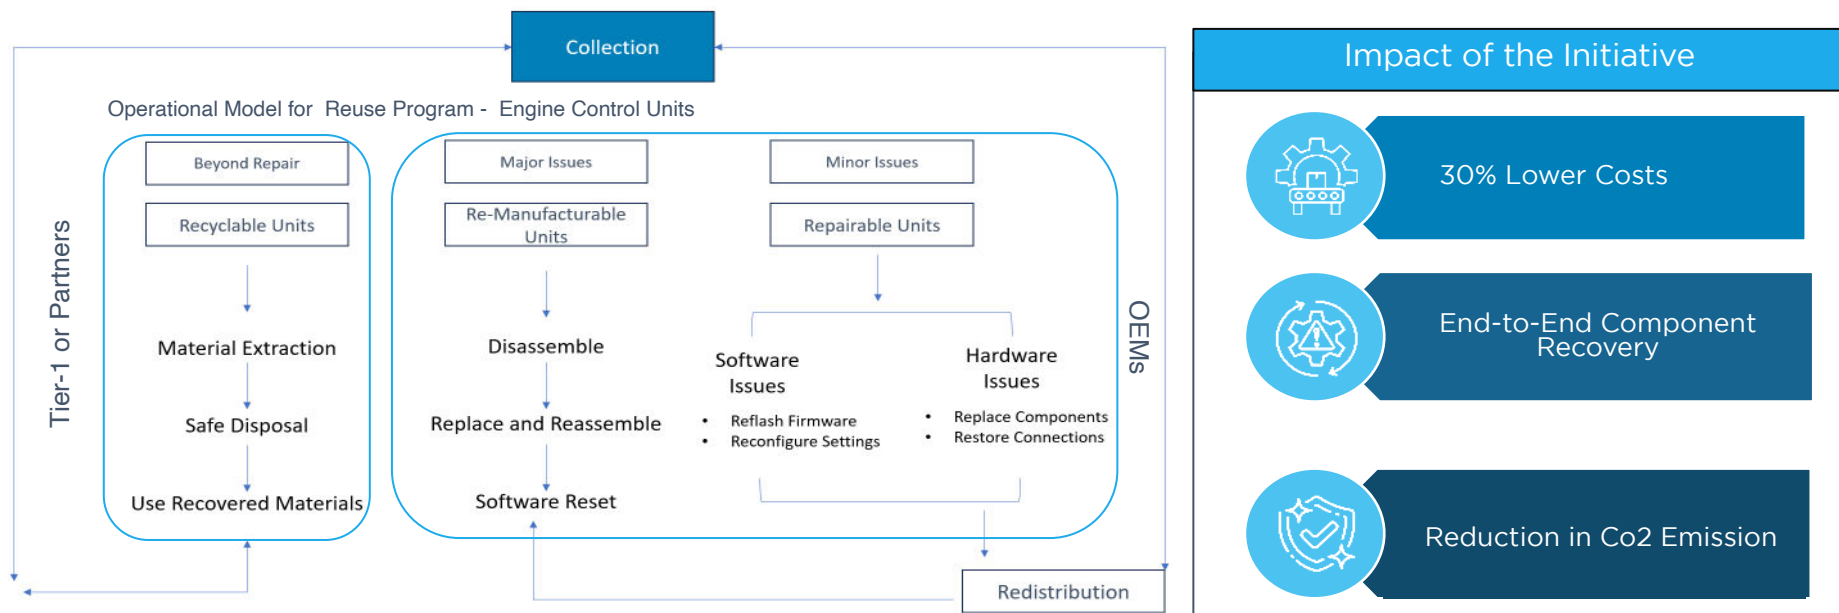 Collection
Operational Model for Reuse Program - Engine Control Units
Tier-1 or Partners
Beyond Repair
Recyclable Units
Material Extraction
Safe Disposal
Use Recovered Materials
Major Issues
Re-Manufacturable
Units
Disassemble
Replace and Reassemble
Software Reset
Minor Issues
Repairable Units
Software
Issues
• Reflash Firmware
• Reconfigure Settings
Hardware
Issues
• Replace Components
• Restore Connections
OEMs
Redistribution
Impact of the Initiative
30% Lower Costs
End-to-End Component
Recovery
Reduction in Co2 Emission